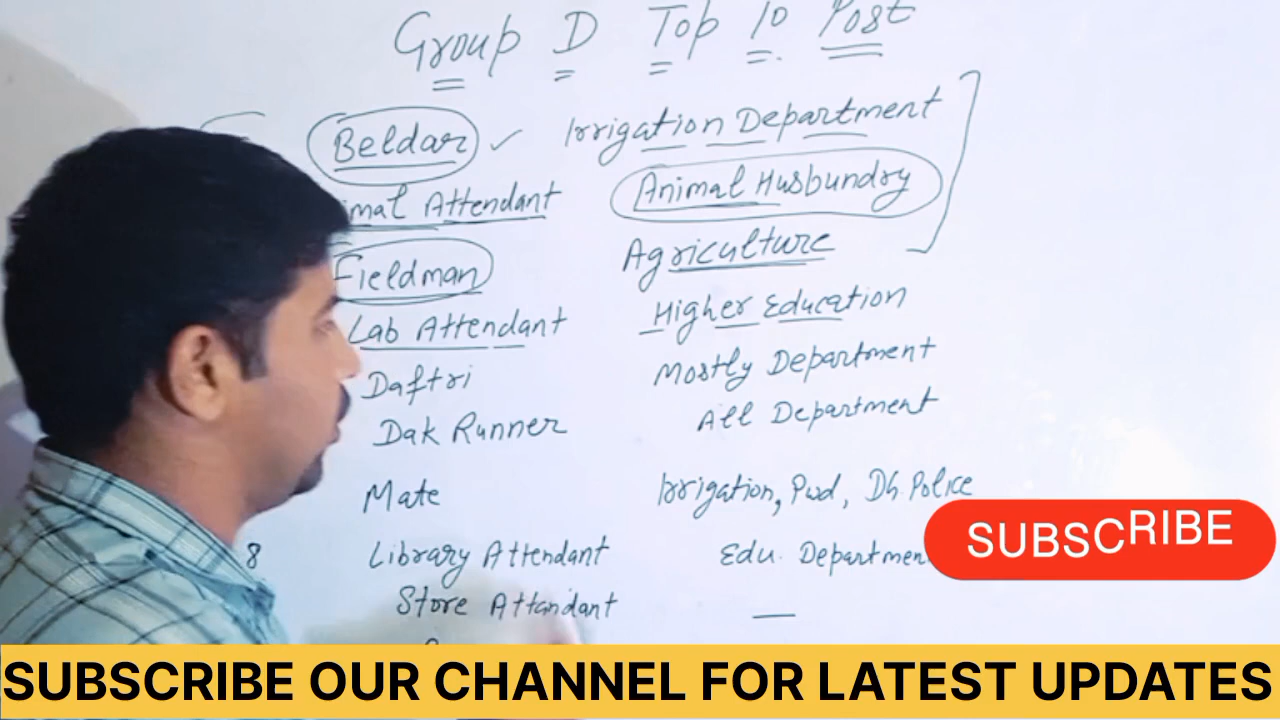 Group D Top 10 Post
Beldar ✓ Irrigation Department
mal Attendant Animal Husbundry
Fieldman Agriculture
Lab Attendant Higher Education
Daftri Mostly Department
Dak Runner All Department
Mate Irrigation, Pwd, Dh. Police
8 Library Attendant Edu. Departmen
Store Attandant —
SUBSCRIBE
SUBSCRIBE OUR CHANNEL FOR LATEST UPDATES